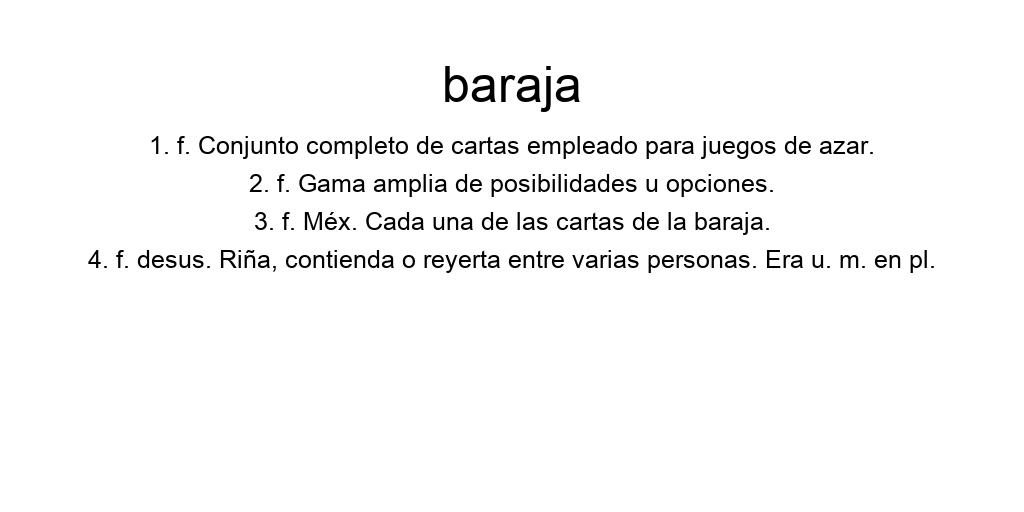 baraja
1. f. Conjunto completo de cartas empleado para juegos de azar.
2. f. Gama amplia de posibilidades u opciones.
3. f. Méx. Cada una de las cartas de la baraja.
4. f. desus. Riña, contienda o reyerta entre varias personas. Era u. m. en pl.